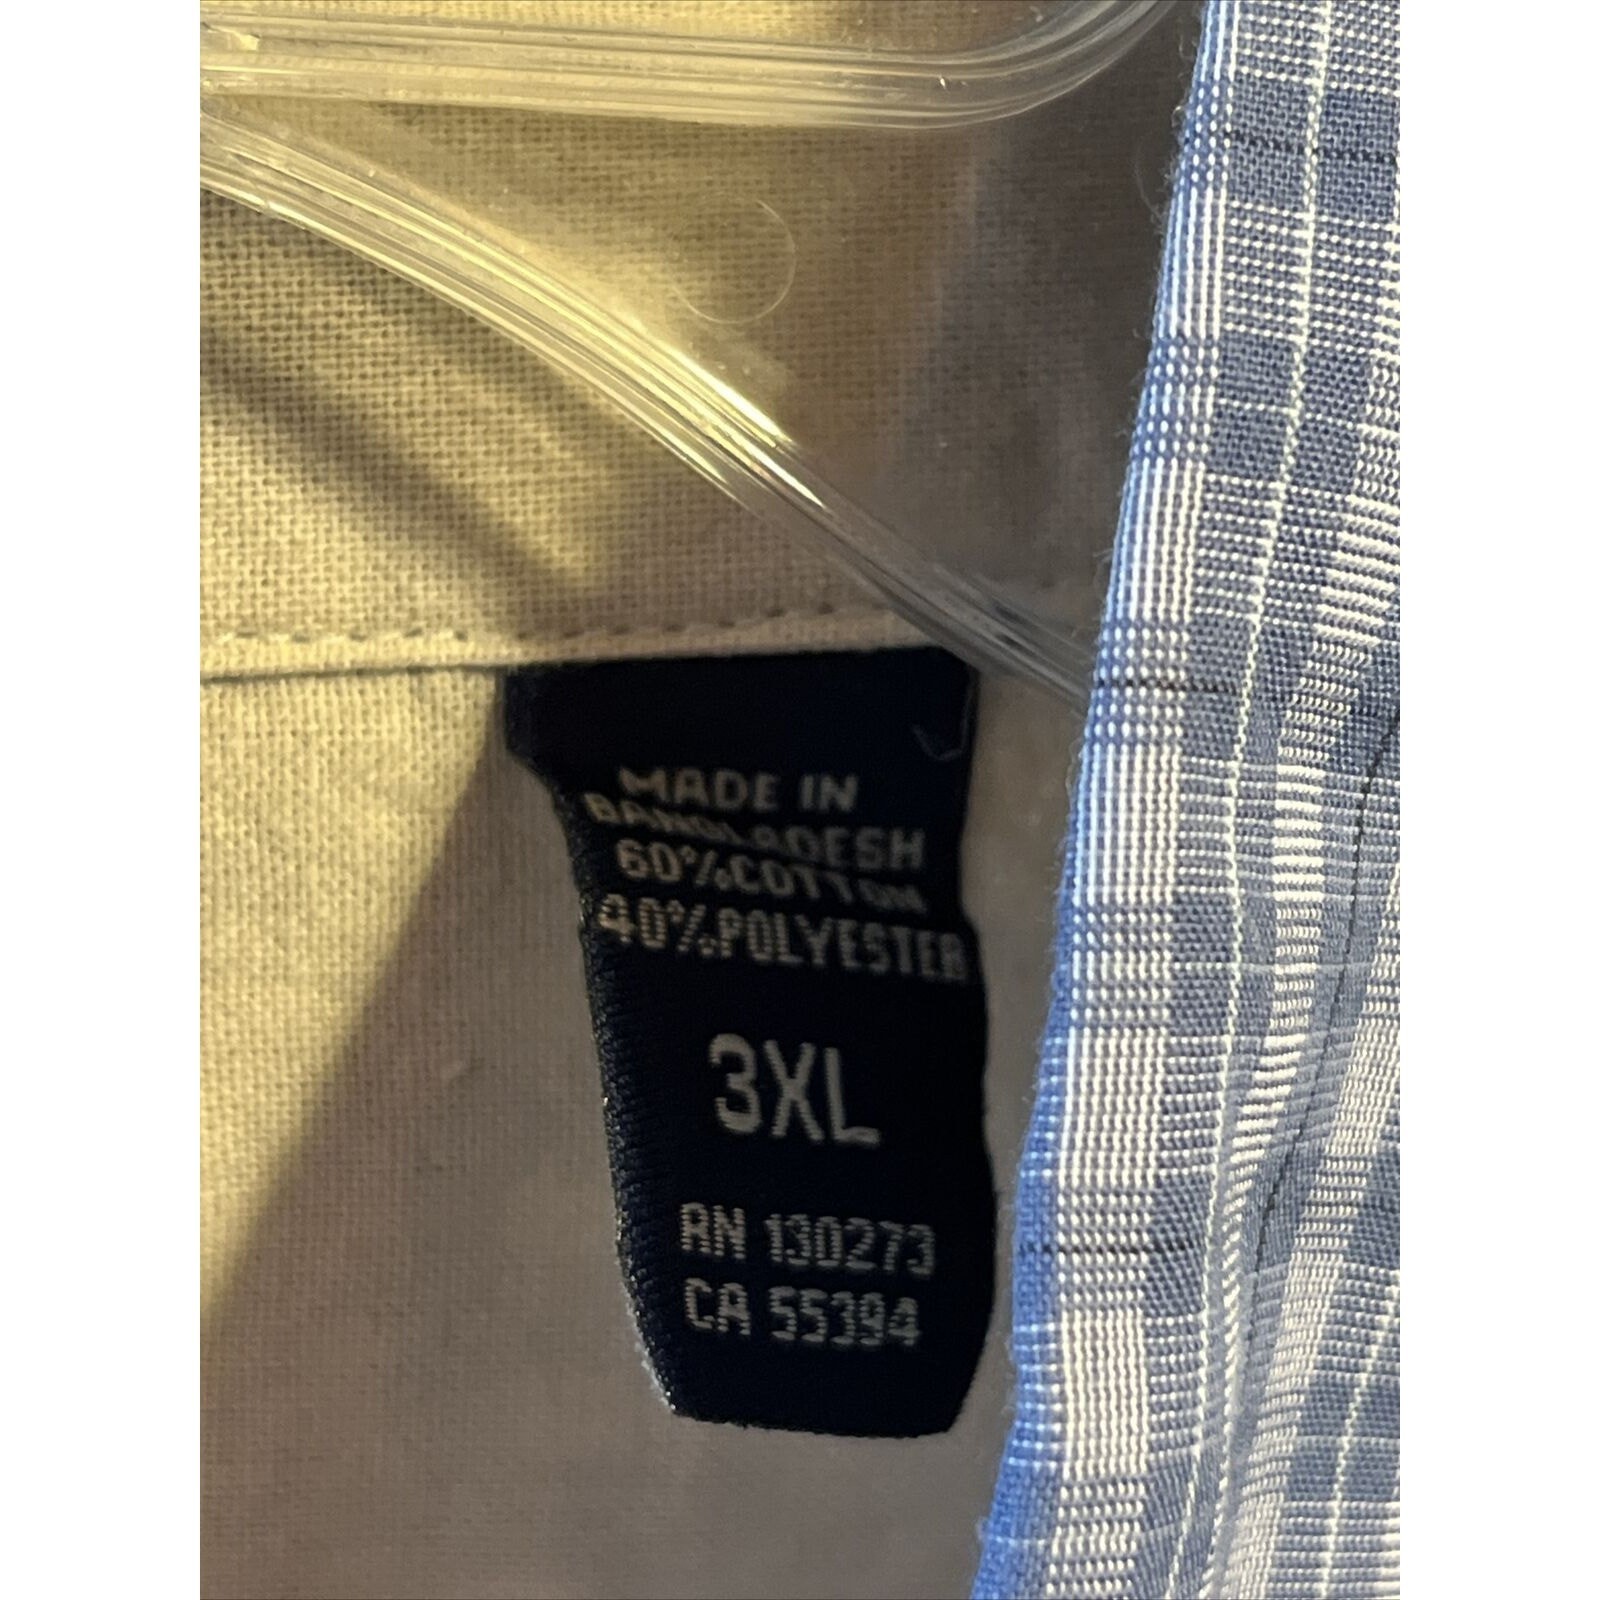 MADE IN
BANGLADESH
60%COTTON
40%POLYESTER
3XL
RN 130273
CA 55394